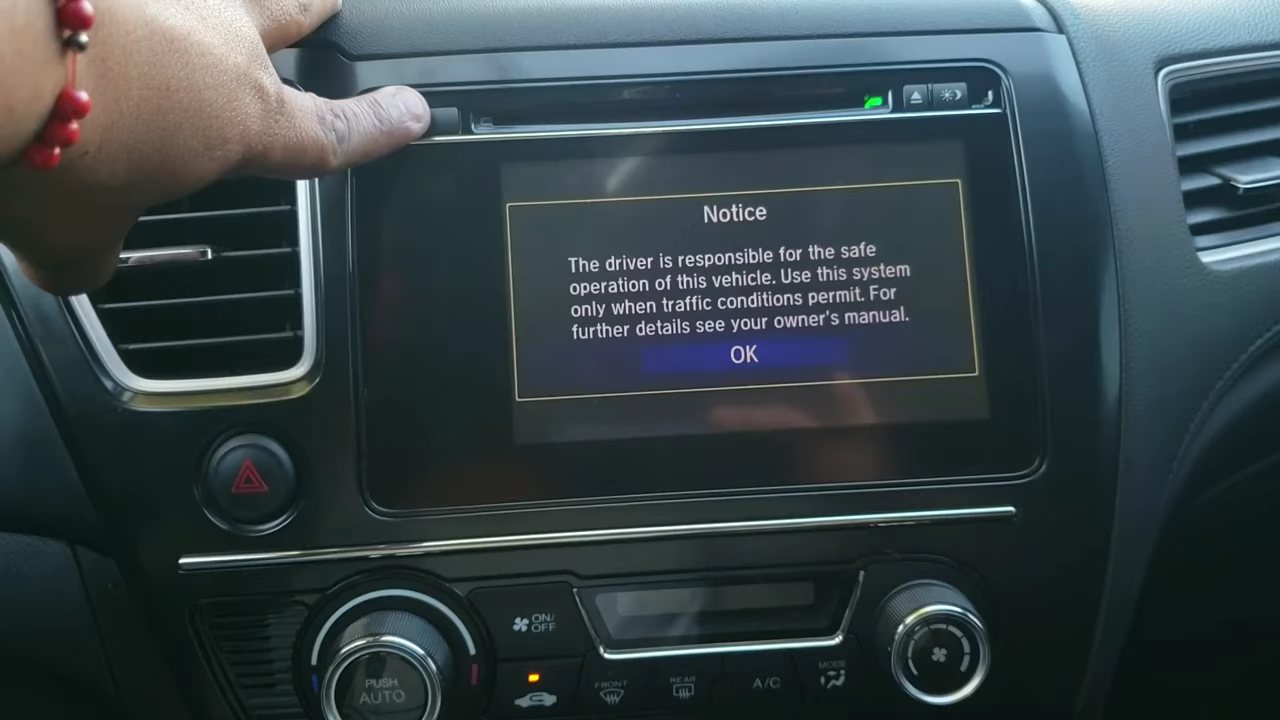 Notice
The driver is responsible for the safe
operation of this vehicle. Use this system
only when traffic conditions permit. For
further details see your owner's manual.
OK
ON/
OFF
PUSH
AUTO
FRONT
REAR
A/C
MODE